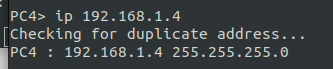 PC4> ip 192.168.1.4
Checking for duplicate address...
PC4 : 192.168.1.4 255.255.255.0